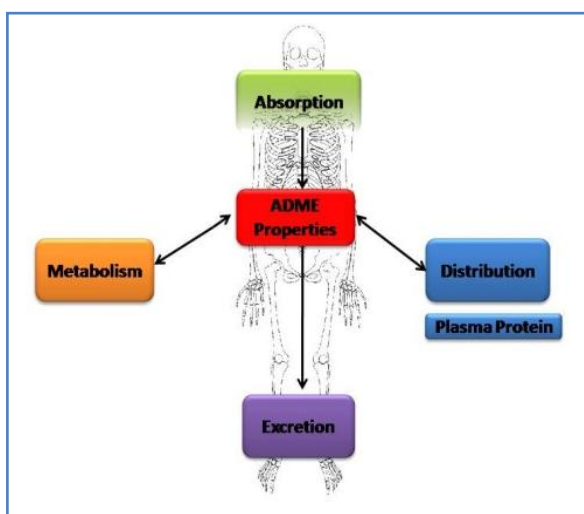 Absorption
ADME
Properties
Metabolism
Distribution
Plasma Protein
Excretion